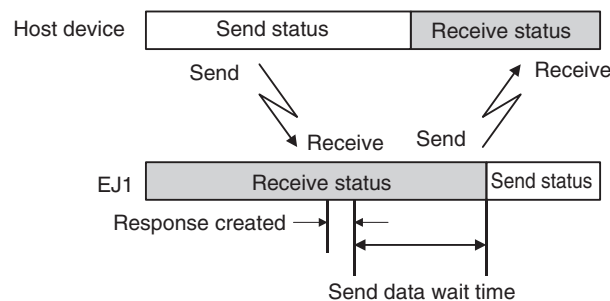 Host device
Send status
Receive status
Send
Receive
Receive
Send
EJ1
Receive status
Send status
Response created
Send data wait time